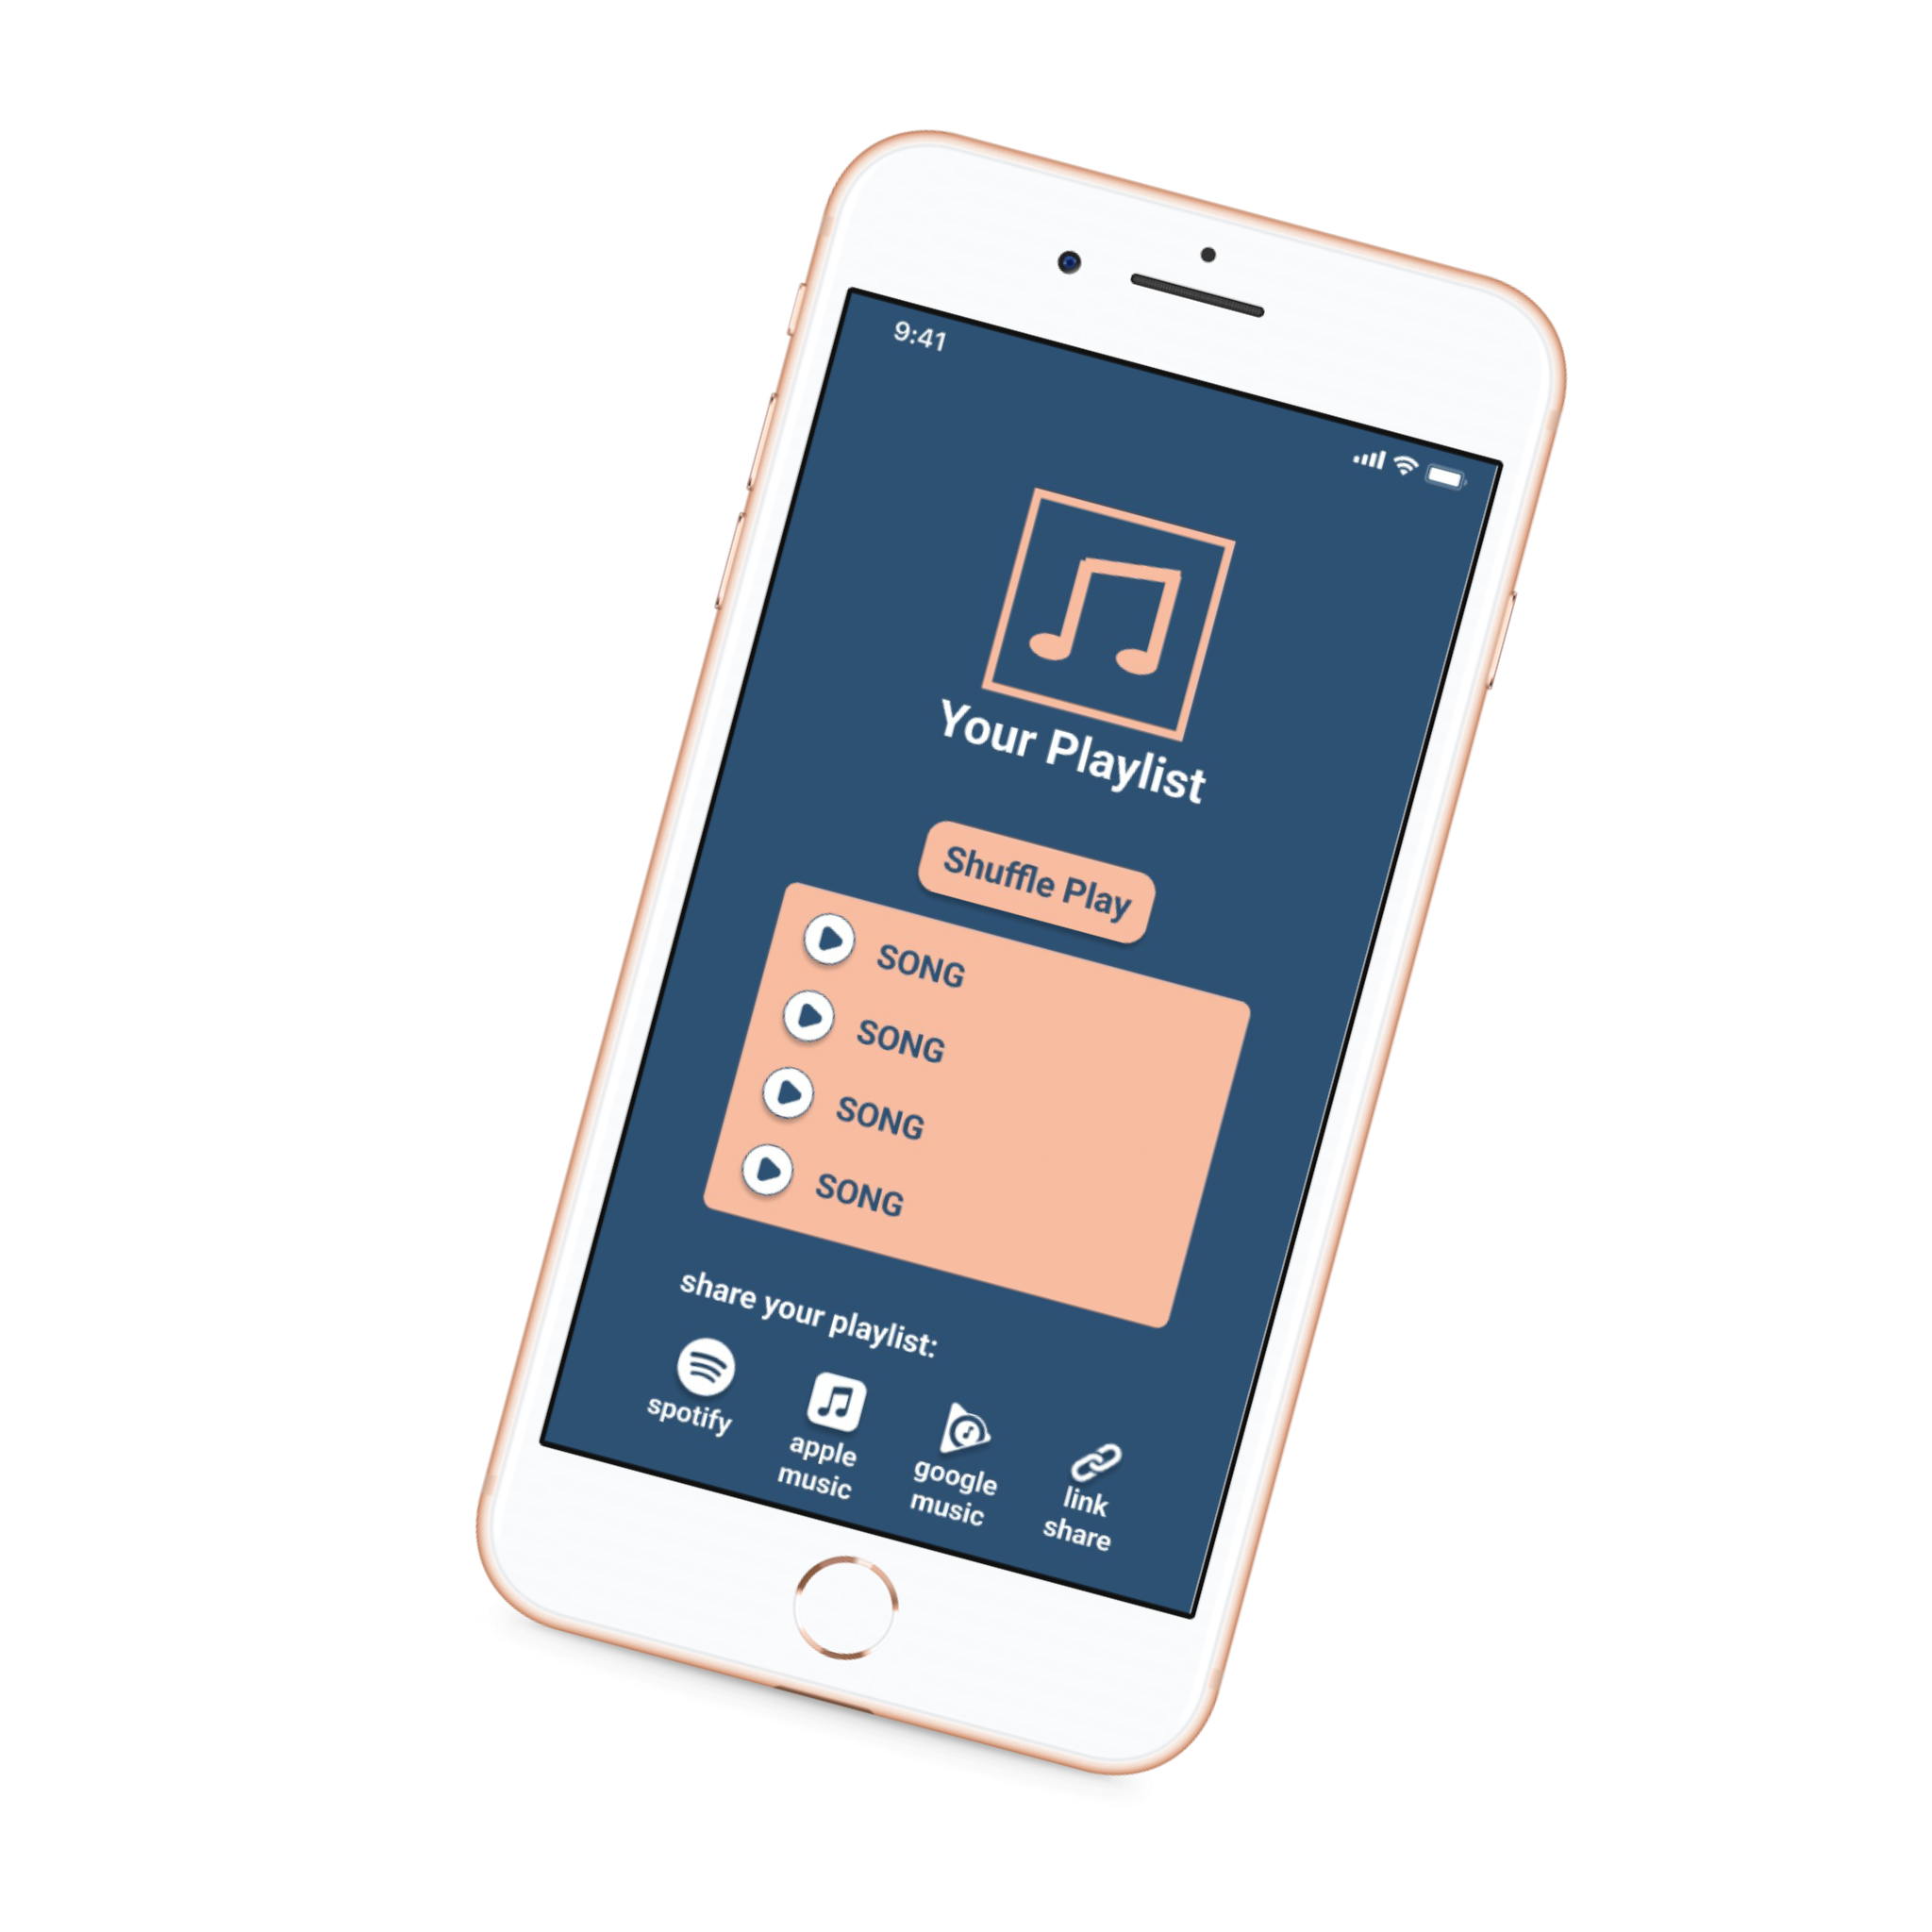 9:41
Your Playlist
Shuffle Play
SONG
SONG
SONG
SONG
share your playlist:
spotify
apple
music
google
music
link
share